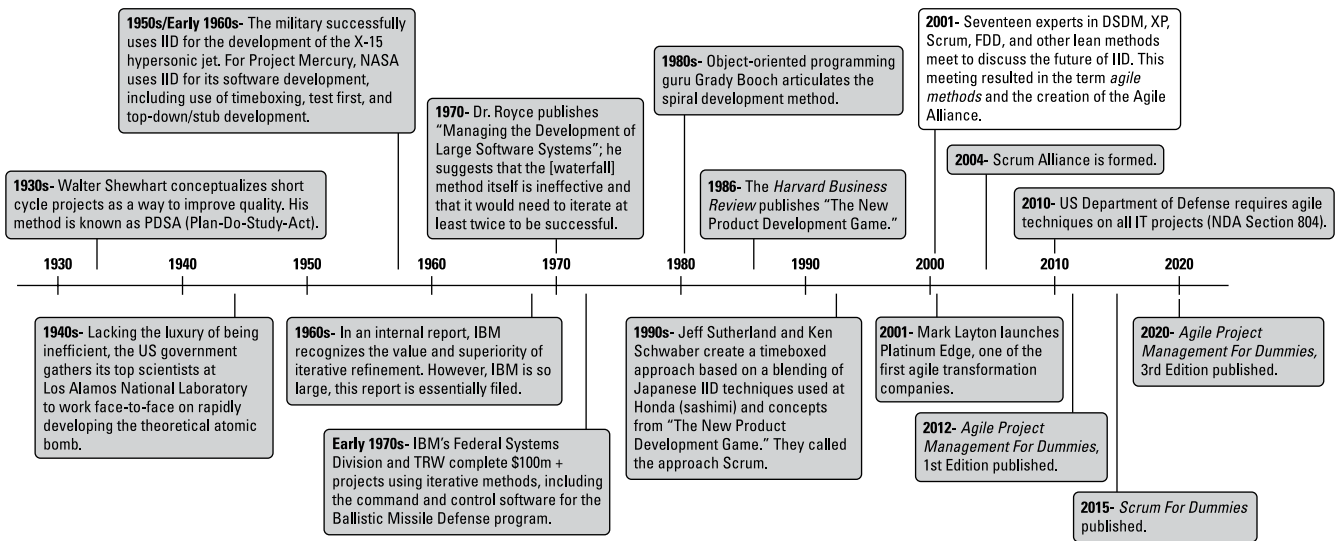 1950s/Early 1960s- The military successfully
uses IID for the development of the X-15
hypersonic jet. For Project Mercury, NASA
uses IID for its software development,
including use of timeboxing, test first, and
top-down/stub development.
1980s- Object-oriented programming
guru Grady Booch articulates the
spiral development method.
2001- Seventeen experts in DSDM, XP,
Scrum, FDD, and other lean methods
meet to discuss the future of IID. This
meeting resulted in the term agile
methods and the creation of the Agile
Alliance.
1970- Dr. Royce publishes
“Managing the Development of
Large Software Systems”; he
suggests that the [waterfall]
method itself is ineffective and
that it would need to iterate at
least twice to be successful.
2004- Scrum Alliance is formed.
1930s- Walter Shewhart conceptualizes short
cycle projects as a way to improve quality. His
method is known as PDSA (Plan-Do-Study-Act).
1986- The Harvard Business
Review publishes “The New
Product Development Game.”
2010- US Department of Defense requires agile
techniques on all IT projects (NDA Section 804).
1930 1940 1950 1960 1970 1980 1990 2000 2010 2020
1940s- Lacking the luxury of being
inefficient, the US government
gathers its top scientists at
Los Alamos National Laboratory
to work face-to-face on rapidly
developing the theoretical atomic
bomb.
1960s- In an internal report, IBM
recognizes the value and superiority of
iterative refinement. However, IBM is so
large, this report is essentially filed.
1990s- Jeff Sutherland and Ken
Schwaber create a timeboxed
approach based on a blending of
Japanese IID techniques used at
Honda (sashimi) and concepts
from “The New Product
Development Game.” They called
the approach Scrum.
2001- Mark Layton launches
Platinum Edge, one of the
first agile transformation
companies.
2020- Agile Project
Management For Dummies,
3rd Edition published.
Early 1970s- IBM’s Federal Systems
Division and TRW complete $100m +
projects using iterative methods, including
the command and control software for the
Ballistic Missile Defense program.
2012- Agile Project
Management For Dummies,
1st Edition published.
2015- Scrum For Dummies
published.